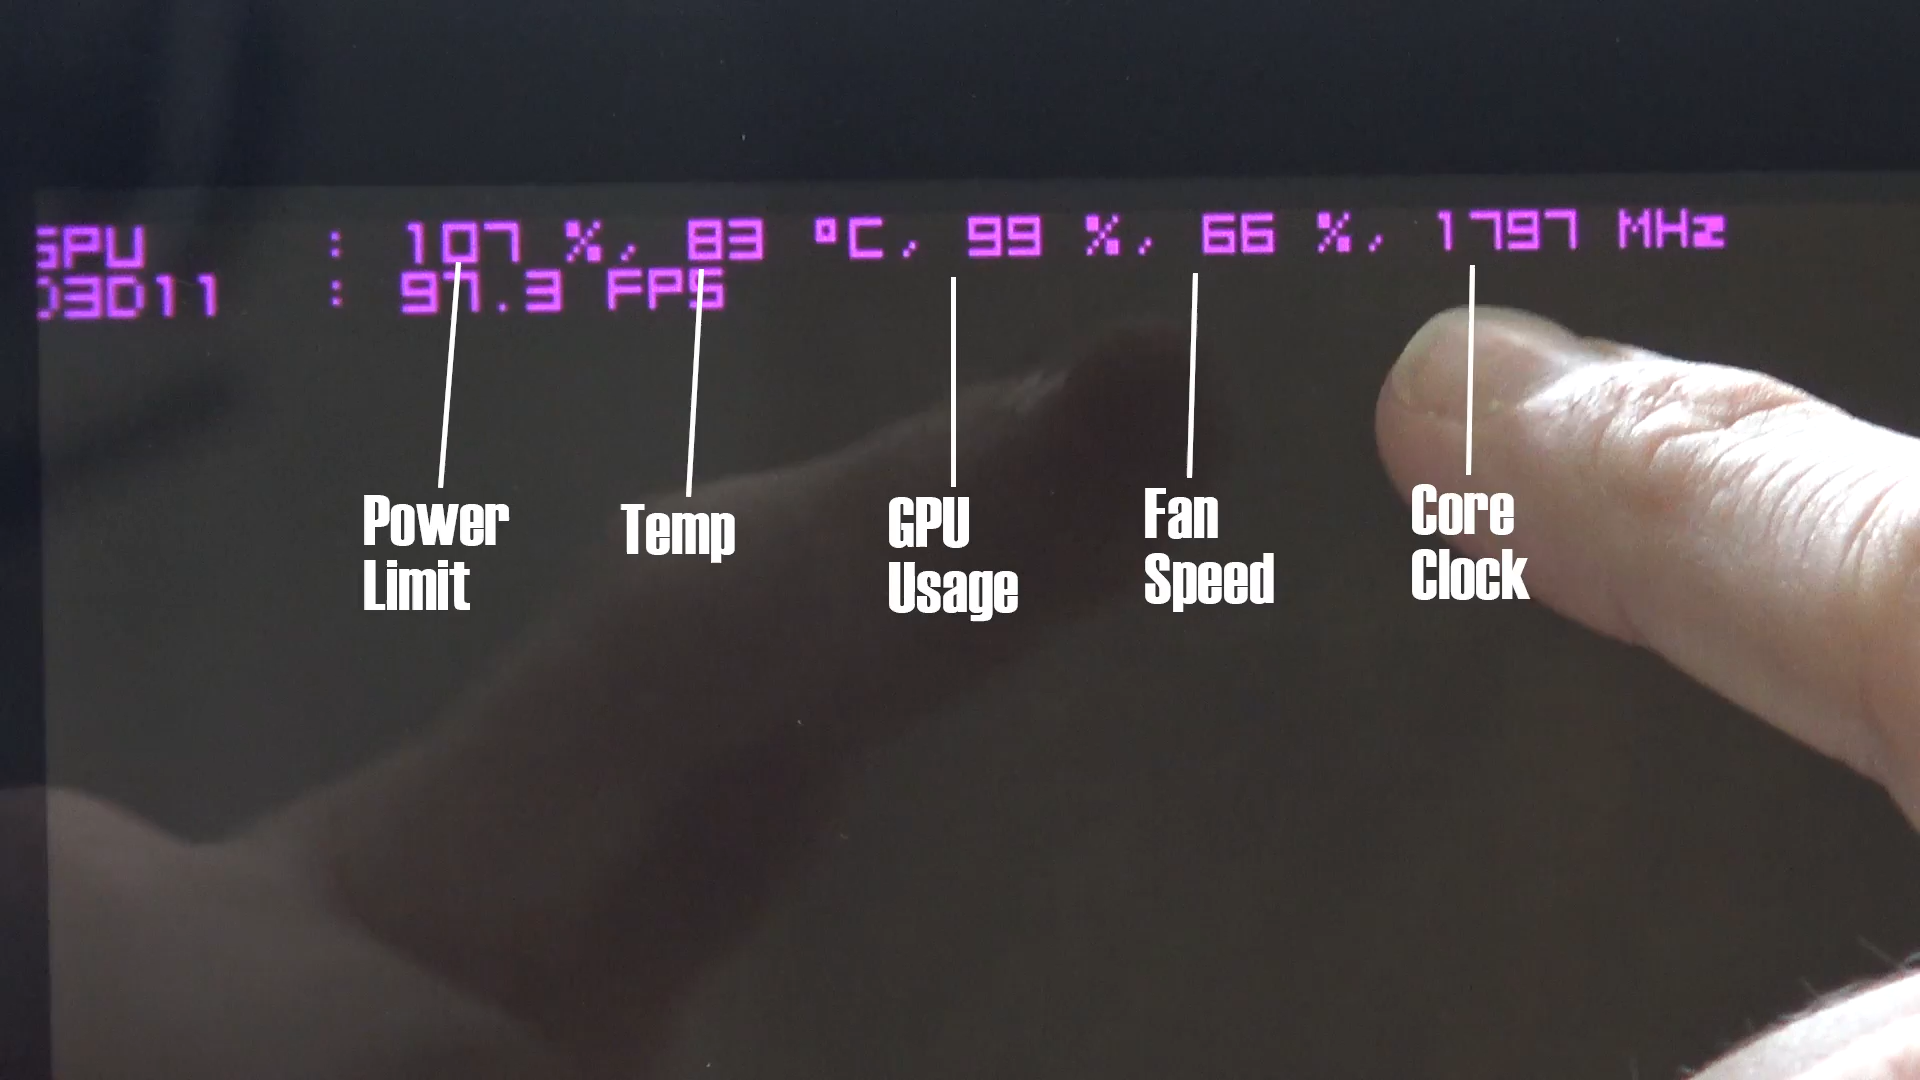 GPU : 107 %, 83 °C, 99 %, 66 %, 1797 MHz
D3D11 : 97.3 FPS
Power Limit
Temp
GPU Usage
Fan Speed
Core Clock